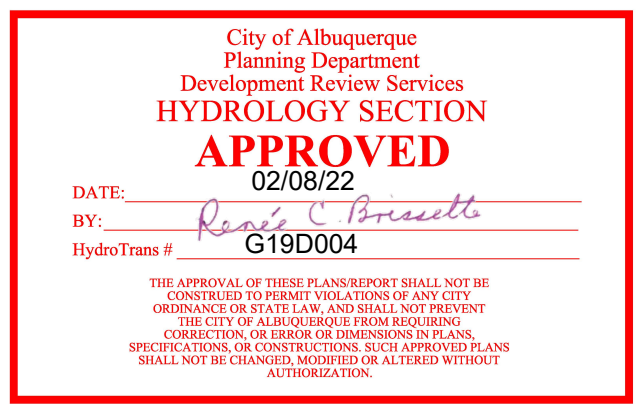 City of Albuquerque
Planning Department
Development Review Services
HYDROLOGY SECTION
APPROVED
DATE: 02/08/22
BY: Renée C. Brissette
HydroTrans # G19D004
THE APPROVAL OF THESE PLANS/REPORT SHALL NOT BE
CONSTRUED TO PERMIT VIOLATIONS OF ANY CITY
ORDINANCE OR STATE LAW, AND SHALL NOT PREVENT
THE CITY OF ALBUQUERQUE FROM REQUIRING
CORRECTION, OR ERROR OR DIMENSIONS IN PLANS,
SPECIFICATIONS, OR CONSTRUCTIONS. SUCH APPROVED PLANS
SHALL NOT BE CHANGED, MODIFIED OR ALTERED WITHOUT
AUTHORIZATION.